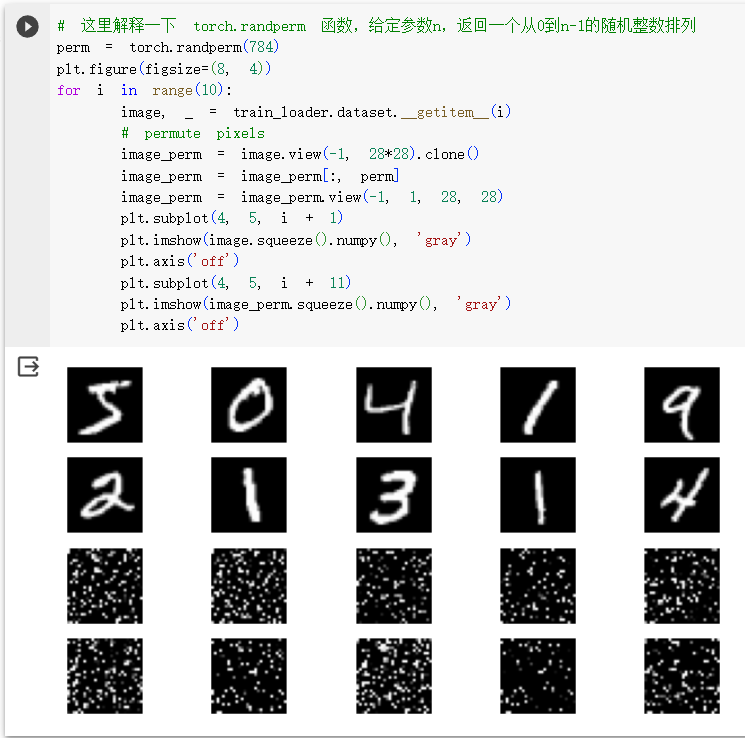 # 这里解释一下 torch.randperm 函数，给定参数n，返回一个从0到n-1的随机整数排列
perm = torch.randperm(784)
plt.figure(figsize=(8, 4))
for i in range(10):
image, _ = train_loader.dataset.__getitem__(i)
# permute pixels
image_perm = image.view(-1, 28*28).clone()
image_perm = image_perm[:, perm]
image_perm = image_perm.view(-1, 1, 28, 28)
plt.subplot(4, 5, i + 1)
plt.imshow(image.squeeze().numpy(), 'gray')
plt.axis('off')
plt.subplot(4, 5, i + 11)
plt.imshow(image_perm.squeeze().numpy(), 'gray')
plt.axis('off')
5 0 4 1 9
2 1 3 1 4